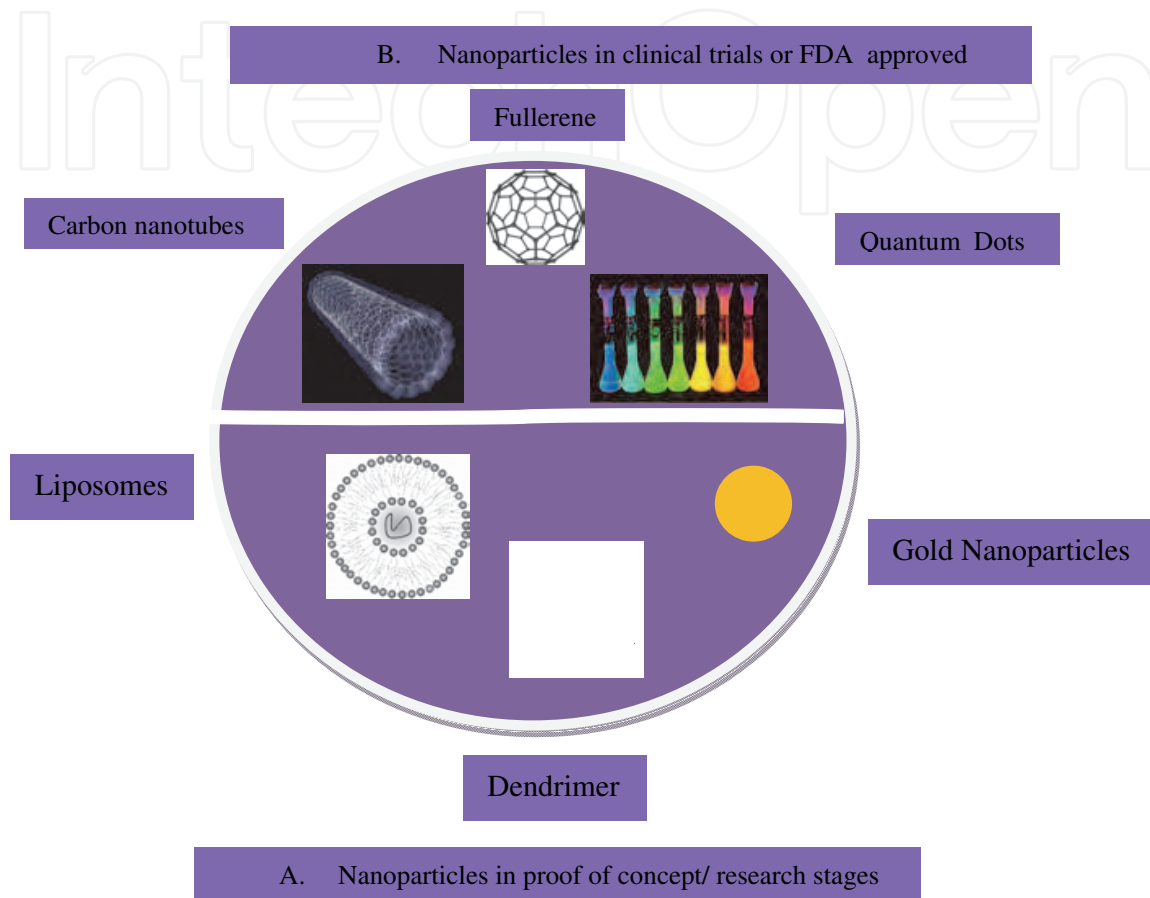 IntechOpen
B. Nanoparticles in clinical trials or FDA approved
Fullerene
Carbon nanotubes
Quantum Dots
Liposomes
Gold Nanoparticles
Dendrimer
A. Nanoparticles in proof of concept/ research stages